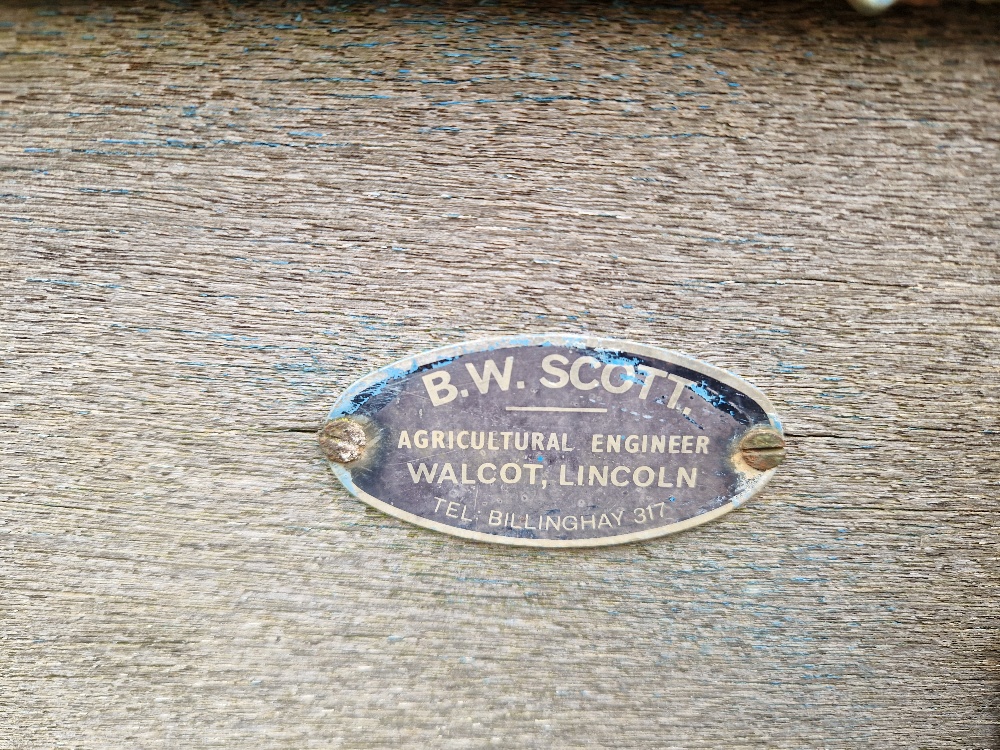 B.W. SCOTT.
AGRICULTURAL ENGINEER
WALCOT, LINCOLN
TEL: BILLINGHAY 317